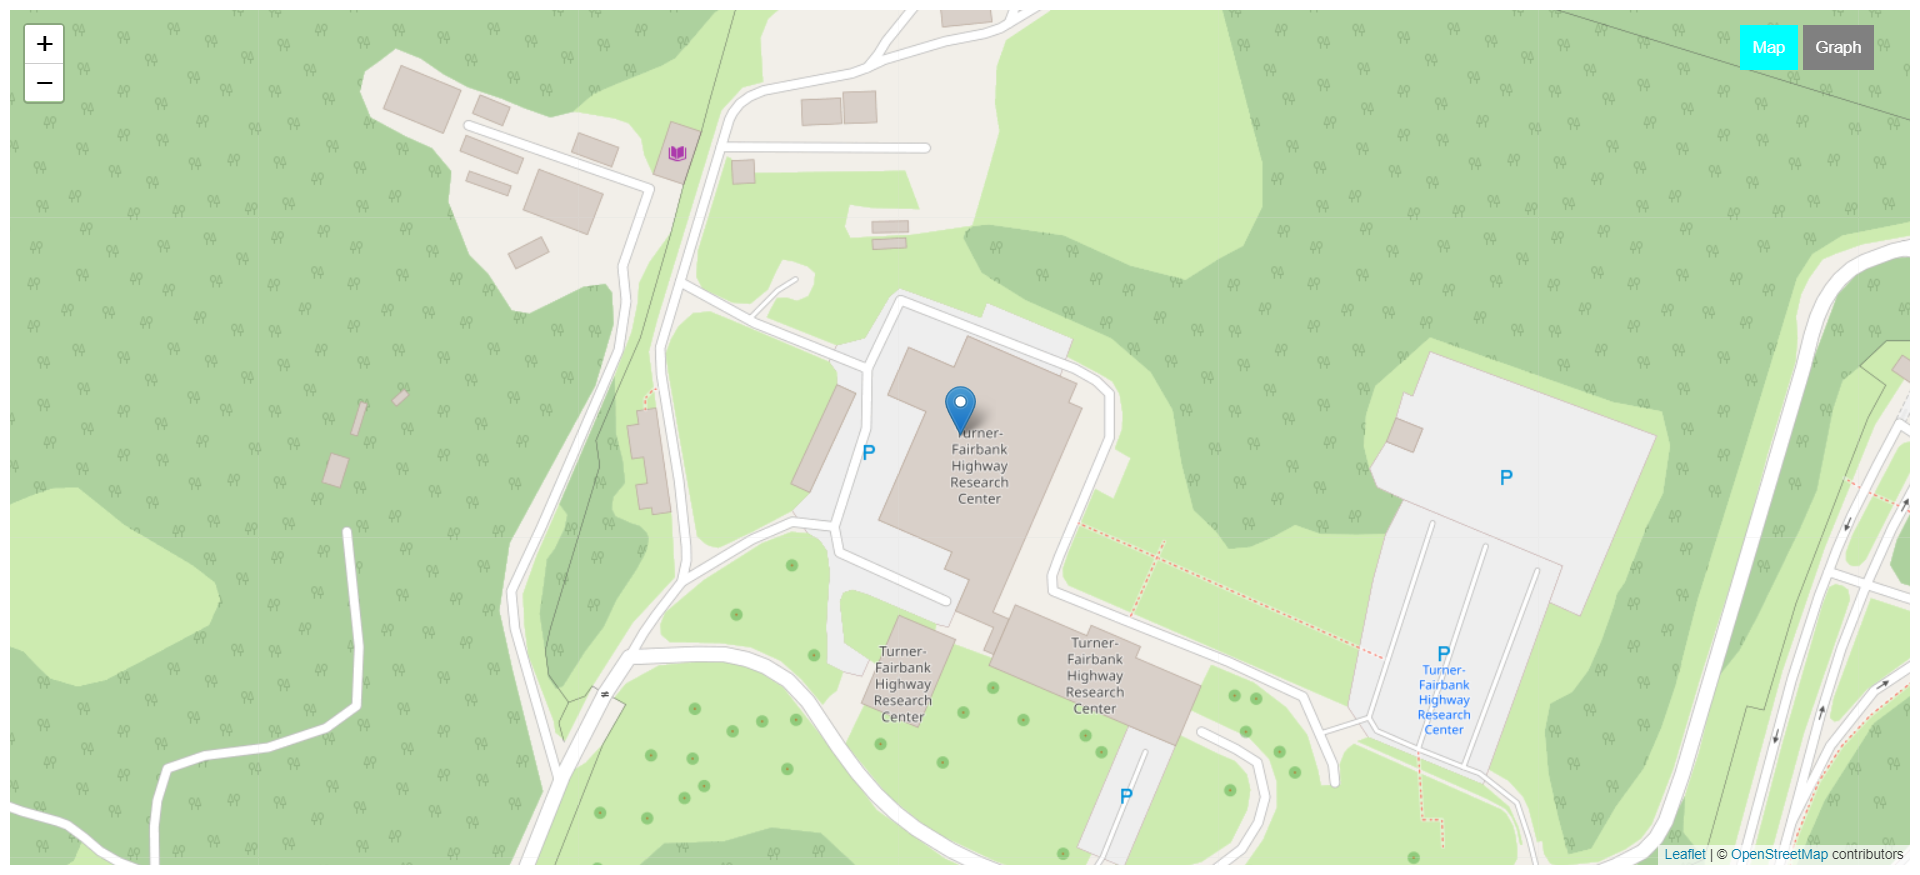 +
−
Map
Graph
P
Turner-
Fairbank
Highway
Research
Center
P
Turner-
Fairbank
Highway
Research
Center
Turner-
Fairbank
Highway
Research
Center
P
Turner-
Fairbank
Highway
Research
Center
P
Leaflet | © OpenStreetMap contributors